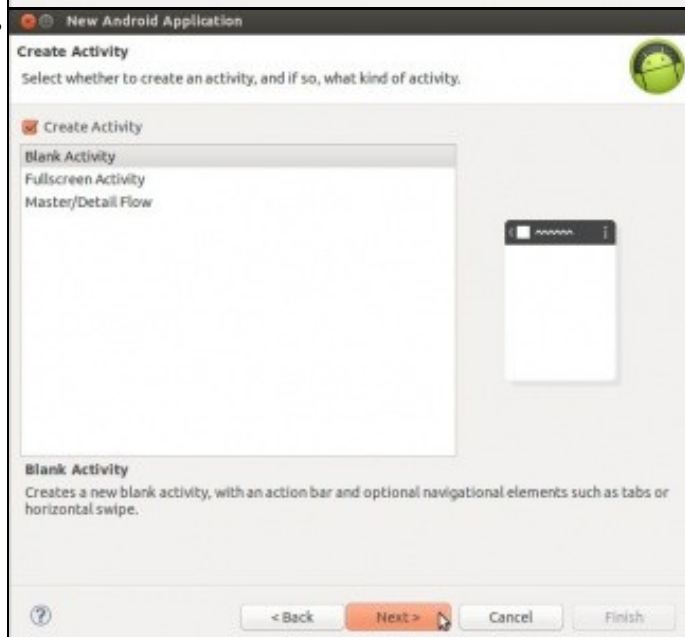 New Android Application
Create Activity
Select whether to create an activity, and if so, what kind of activity.
Create Activity
Blank Activity
Fullscreen Activity
Master/Detail Flow
Blank Activity
Creates a new blank activity, with an action bar and optional navigational elements such as tabs or
horizontal swipe.
? < Back Next > Cancel Finish